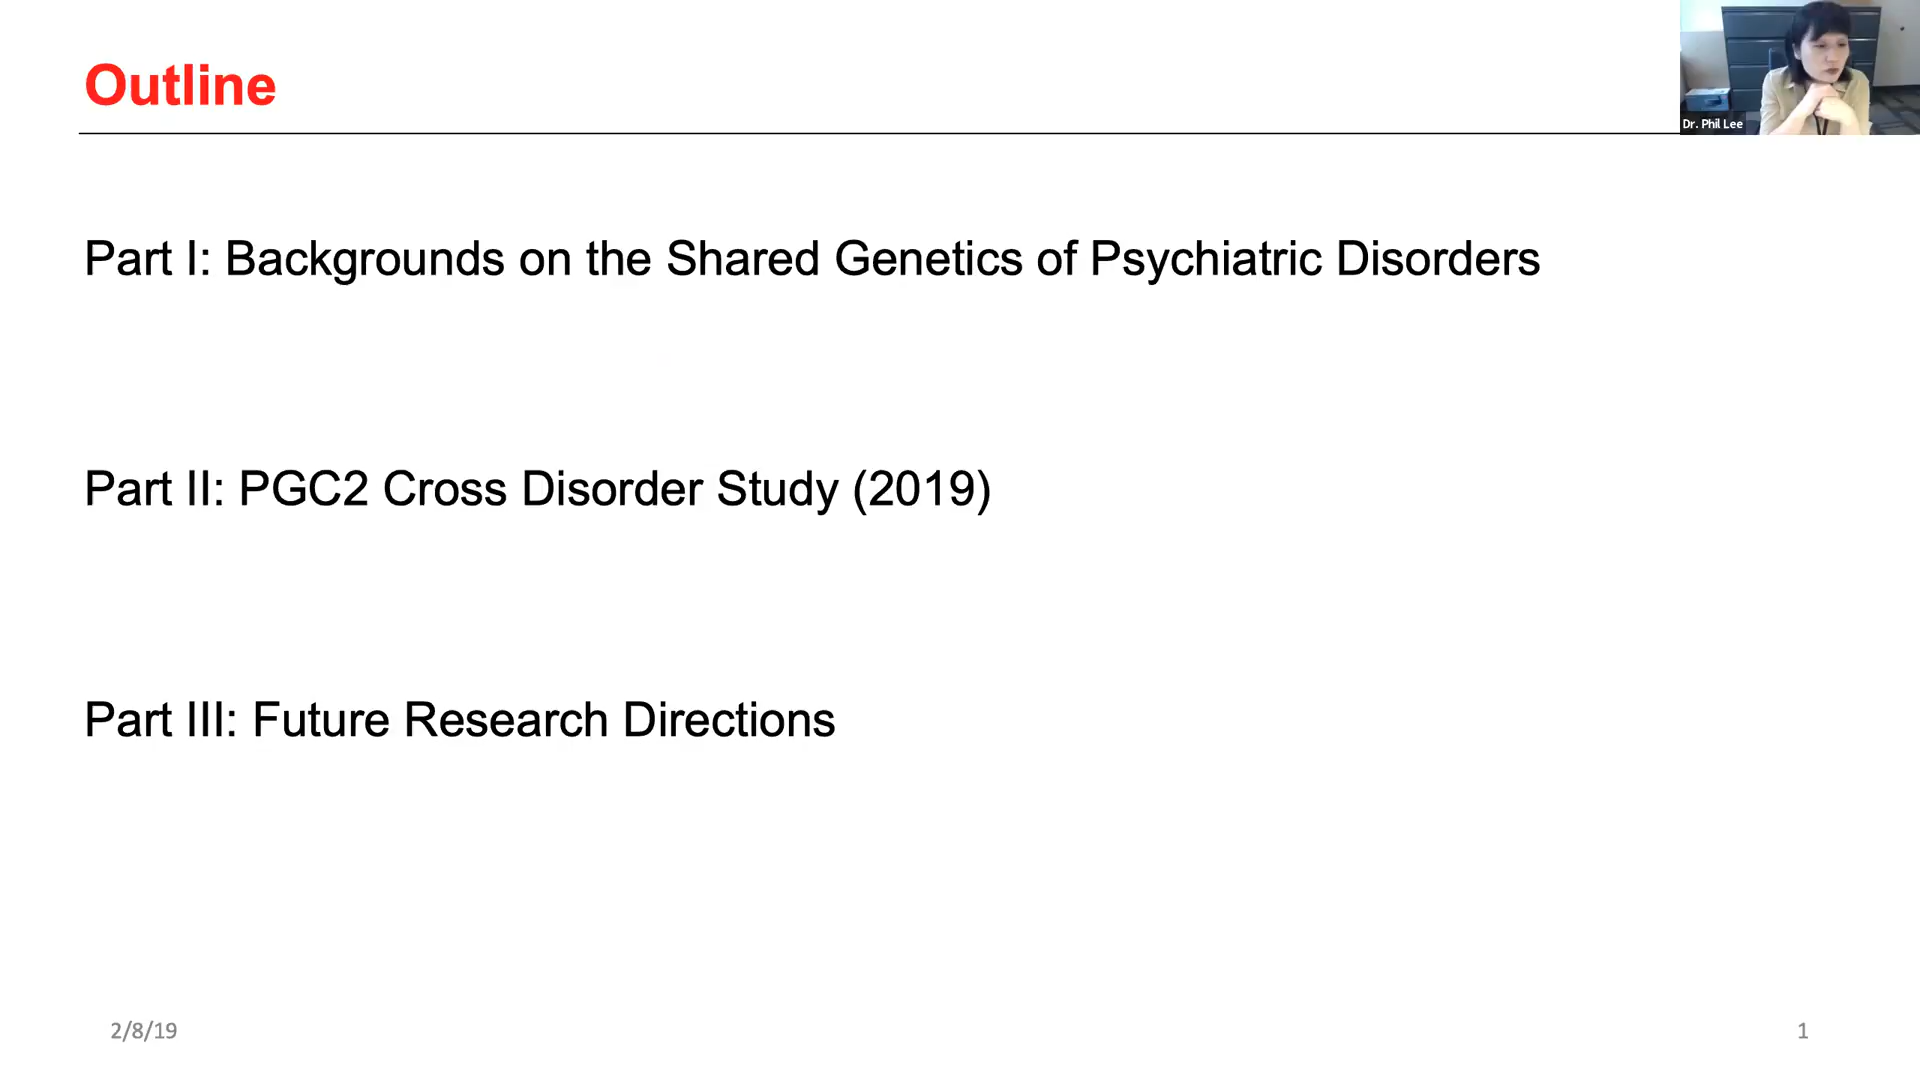 Outline
Dr. Phil Lee
Part I: Backgrounds on the Shared Genetics of Psychiatric Disorders
Part II: PGC2 Cross Disorder Study (2019)
Part III: Future Research Directions
2/8/19
1